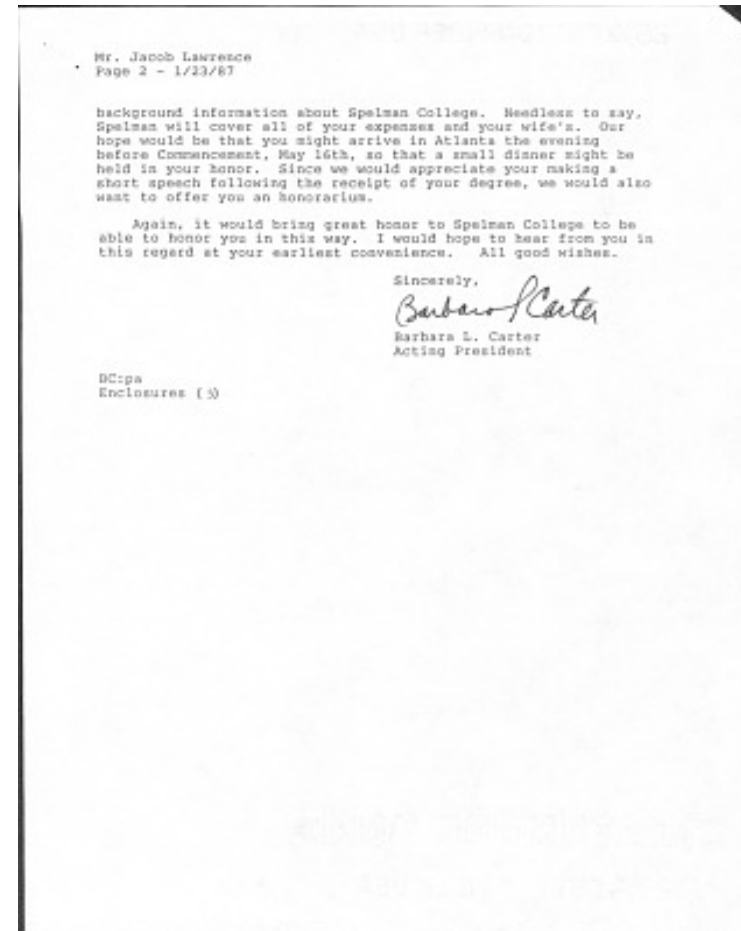 Mr. Jacob Lawrence
Page 2 - 1/23/87
background information about Spelman College. Needless to say,
Spelman will cover all of your expenses and your wife's. Our
hope would be that you might arrive in Atlanta the evening
before Commencement, May 16th, so that a small dinner might be
held in your honor. Since we would appreciate your making a
short speech following the receipt of your degree, we would also
want to offer you an honorarium.
Again, it would bring great honor to Spelman College to be
able to honor you in this way. I would hope to hear from you in
this regard at your earliest convenience. All good wishes.
Sincerely,
Barbara L Carter
Barbara L. Carter
Acting President
BC:pa
Enclosures (3)